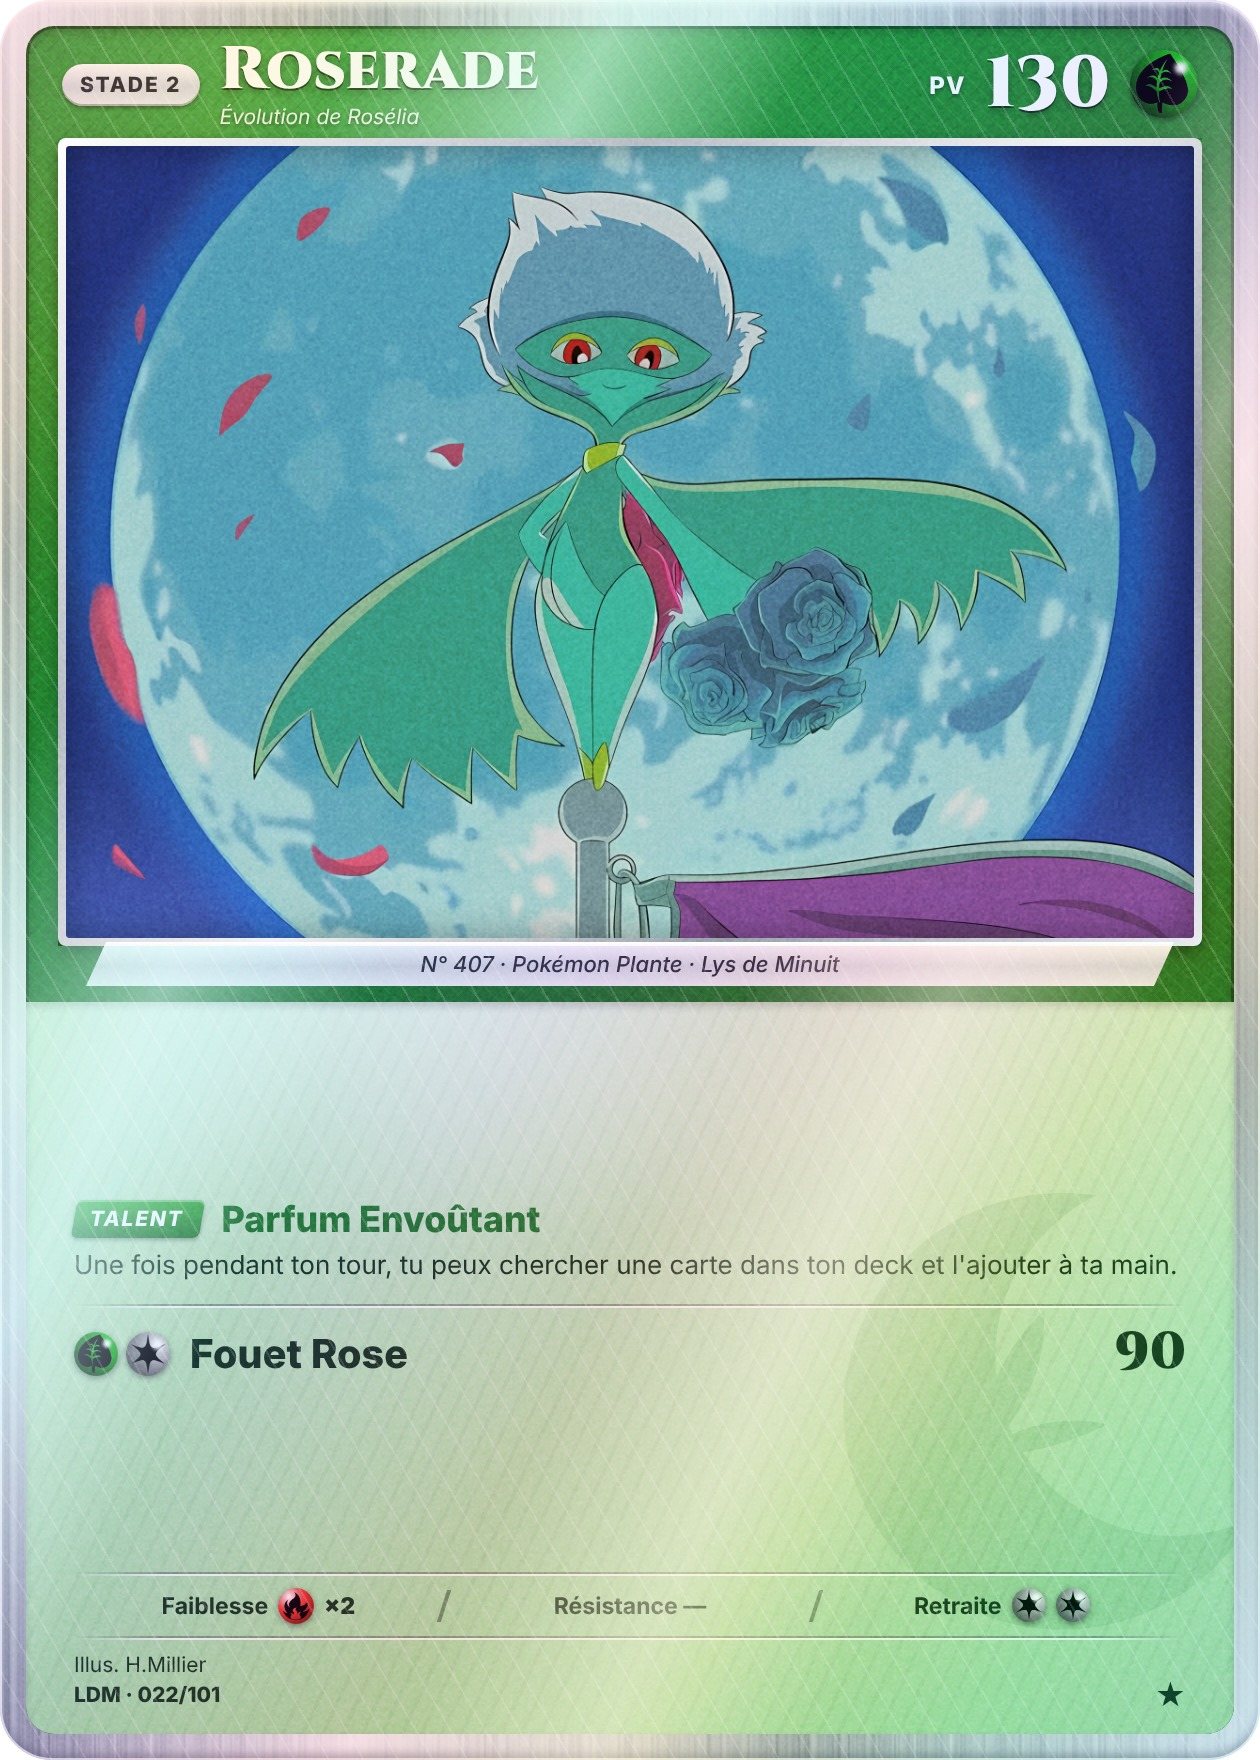 STADE 2
ROSERADE
Évolution de Rosélia
PV 130
N° 407 · Pokémon Plante · Lys de Minuit
TALENT Parfum Envoûtant
Une fois pendant ton tour, tu peux chercher une carte dans ton deck et l'ajouter à ta main.
Fouet Rose 90
Faiblesse ×2 / Résistance — / Retraite
Illus. H.Millier
LDM · 022/101